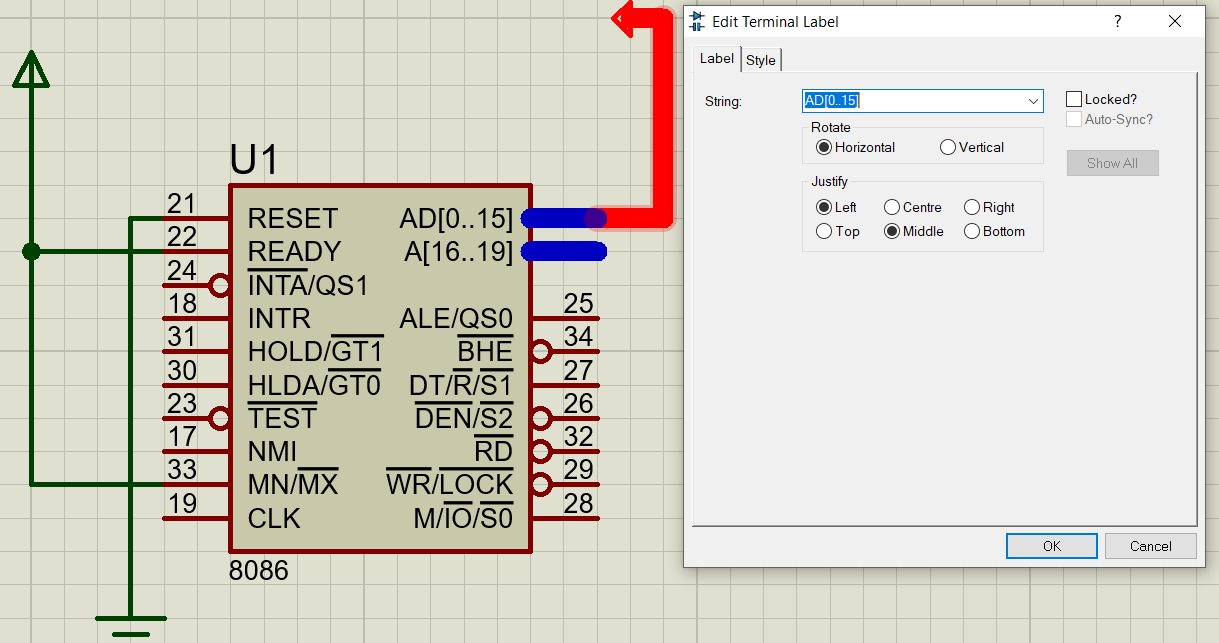 U1
21 RESET AD[0..15]
22 READY A[16..19]
24 INTA/QS1
18 INTR ALE/QS0 25
31 HOLD/GT1 BHE 34
30 HLDA/GT0 DT/R/S1 27
23 TEST DEN/S2 26
17 NMI RD 32
33 MN/MX WR/LOCK 29
19 CLK M/IO/S0 28
8086
Edit Terminal Label ?
Label Style
String: AD[0..15] Locked?
Auto-Sync?
Rotate
Horizontal Vertical
Show All
Justify
Left Centre Right
Top Middle Bottom
OK Cancel